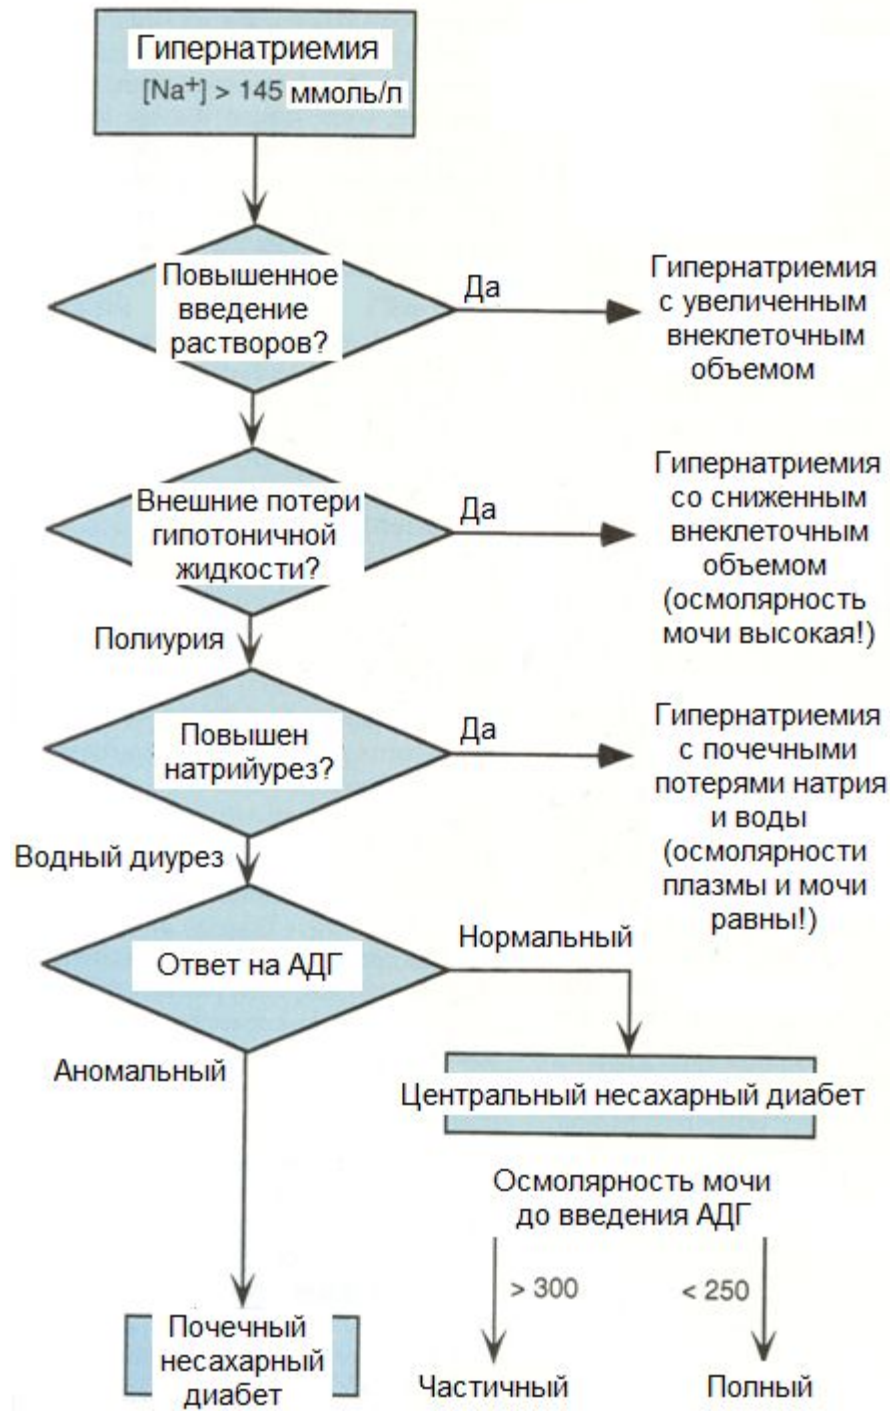 Гипернатриемия
[Na⁺] > 145 ммоль/л
Повышенное
введение
растворов?
Да
Гипернатриемия
с увеличенным
внеклеточным
объемом
Внешние потери
гипотоничной
жидкости?
Да
Гипернатриемия
со сниженным
внеклеточным
объемом
(осмолярность
мочи высокая!)
Полиурия
Повышен
натрийурез?
Да
Гипернатриемия
с почечными
потерями натрия
и воды
(осмолярности
плазмы и мочи
равны!)
Водный диурез
Ответ на АДГ
Нормальный
Аномальный
Центральный несахарный диабет
Осмолярность мочи
до введения АДГ
> 300
< 250
Почечный
несахарный
диабет
Частичный
Полный